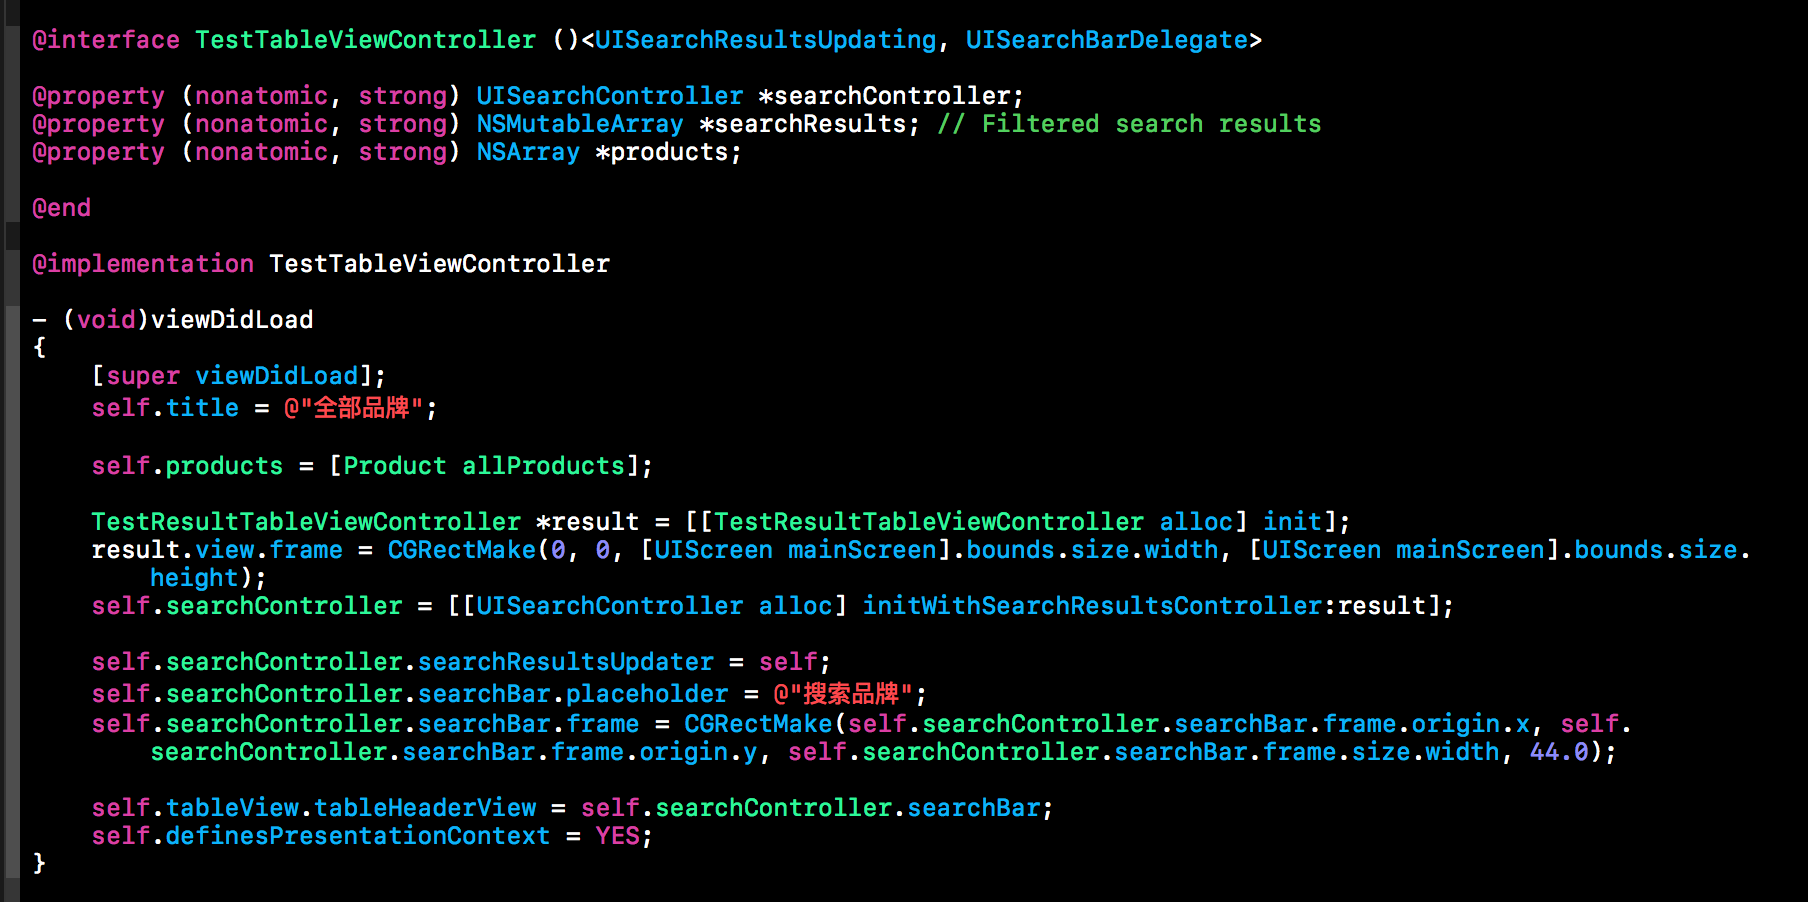 @interface TestTableViewController ()<UISearchResultsUpdating, UISearchBarDelegate>
@property (nonatomic, strong) UISearchController *searchController;
@property (nonatomic, strong) NSMutableArray *searchResults; // Filtered search results
@property (nonatomic, strong) NSArray *products;
@end
@implementation TestTableViewController
- (void)viewDidLoad
{
[super viewDidLoad];
self.title = @"全部品牌";
self.products = [Product allProducts];
TestResultTableViewController *result = [[TestResultTableViewController alloc] init];
result.view.frame = CGRectMake(0, 0, [UIScreen mainScreen].bounds.size.width, [UIScreen mainScreen].bounds.size.
height);
self.searchController = [[UISearchController alloc] initWithSearchResultsController:result];
self.searchController.searchResultsUpdater = self;
self.searchController.searchBar.placeholder = @"搜索品牌";
self.searchController.searchBar.frame = CGRectMake(self.searchController.searchBar.frame.origin.x, self.
searchController.searchBar.frame.origin.y, self.searchController.searchBar.frame.size.width, 44.0);
self.tableView.tableHeaderView = self.searchController.searchBar;
self.definesPresentationContext = YES;
}